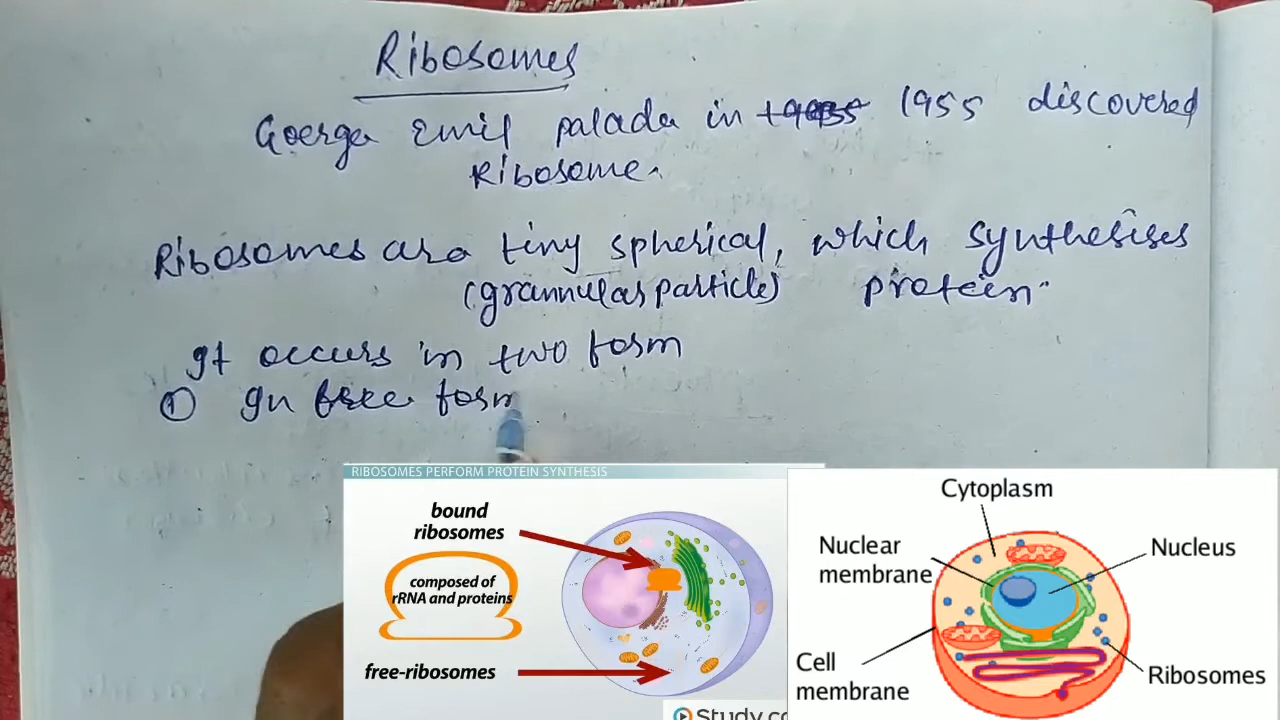 Ribosomes
Goerge Emil palade in 1955 discovered
Ribosome.
Ribosomes are tiny spherical, which synthesises
(grannular particle) protein.
It occurs in two form
① In free form
RIBOSOMES PERFORM PROTEIN SYNTHESIS
bound
ribosomes
composed of
rRNA and proteins
free-ribosomes
Study.co
Cytoplasm
Nuclear
membrane
Nucleus
Cell
membrane
Ribosomes